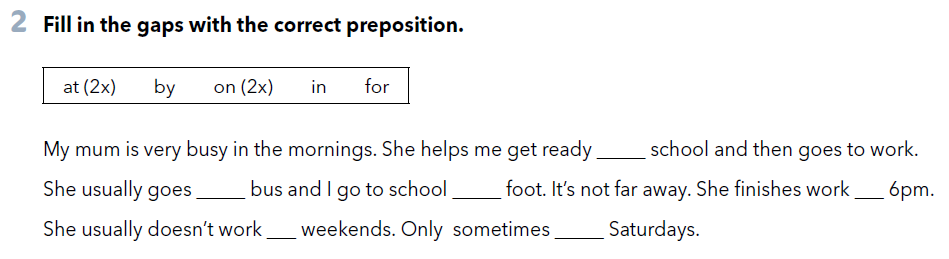 2 Fill in the gaps with the correct preposition.
at (2x) by on (2x) in for
My mum is very busy in the mornings. She helps me get ready _____ school and then goes to work.
She usually goes _____ bus and I go to school _____ foot. It's not far away. She finishes work ___ 6pm.
She usually doesn't work ___ weekends. Only sometimes _____ Saturdays.